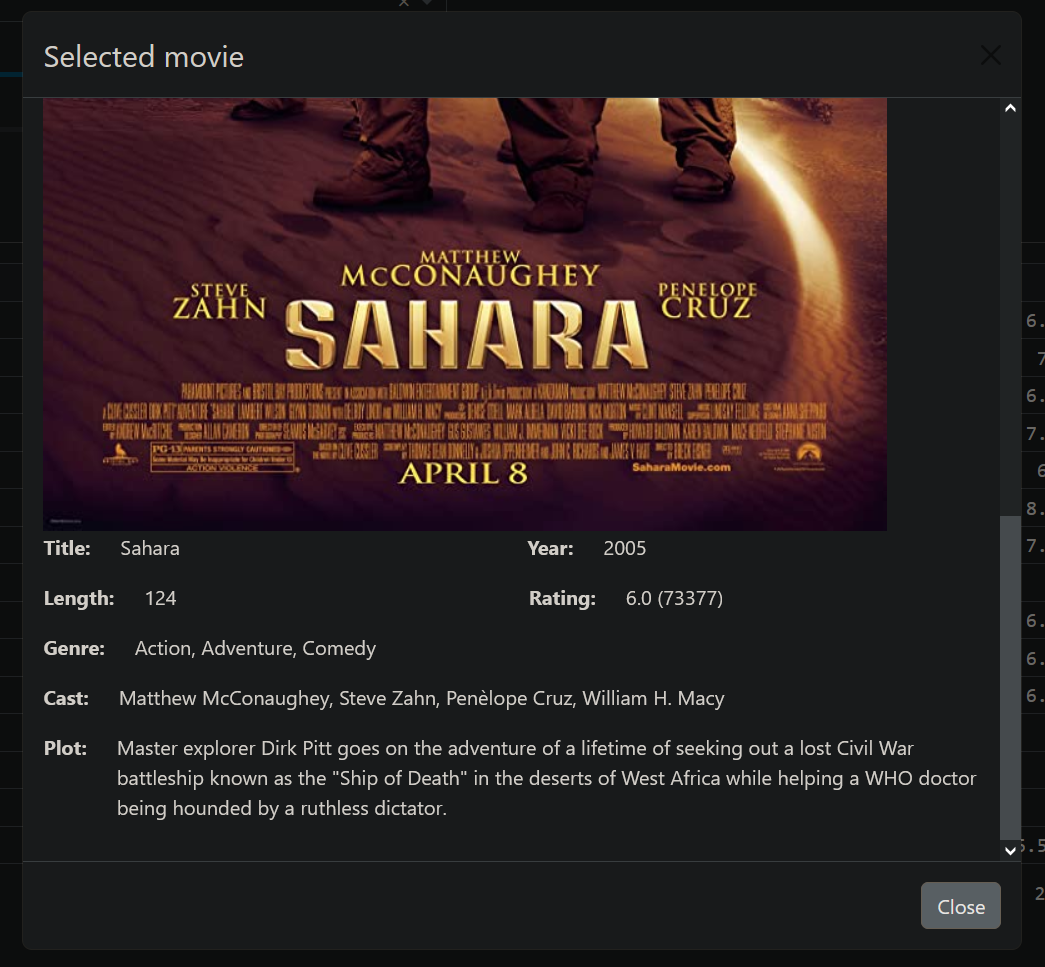 Selected movie
MATTHEW
McCONAUGHEY
STEVE
ZAHN
PENELOPE
CRUZ
SAHARA
PG-13 PARENTS STRONGLY CAUTIONED
ACTION VIOLENCE
SaharaMovie.com
APRIL 8
Title: Sahara Year: 2005
Length: 124 Rating: 6.0 (73377)
Genre: Action, Adventure, Comedy
Cast: Matthew McConaughey, Steve Zahn, Penèlope Cruz, William H. Macy
Plot: Master explorer Dirk Pitt goes on the adventure of a lifetime of seeking out a lost Civil War
battleship known as the "Ship of Death" in the deserts of West Africa while helping a WHO doctor
being hounded by a ruthless dictator.
Close